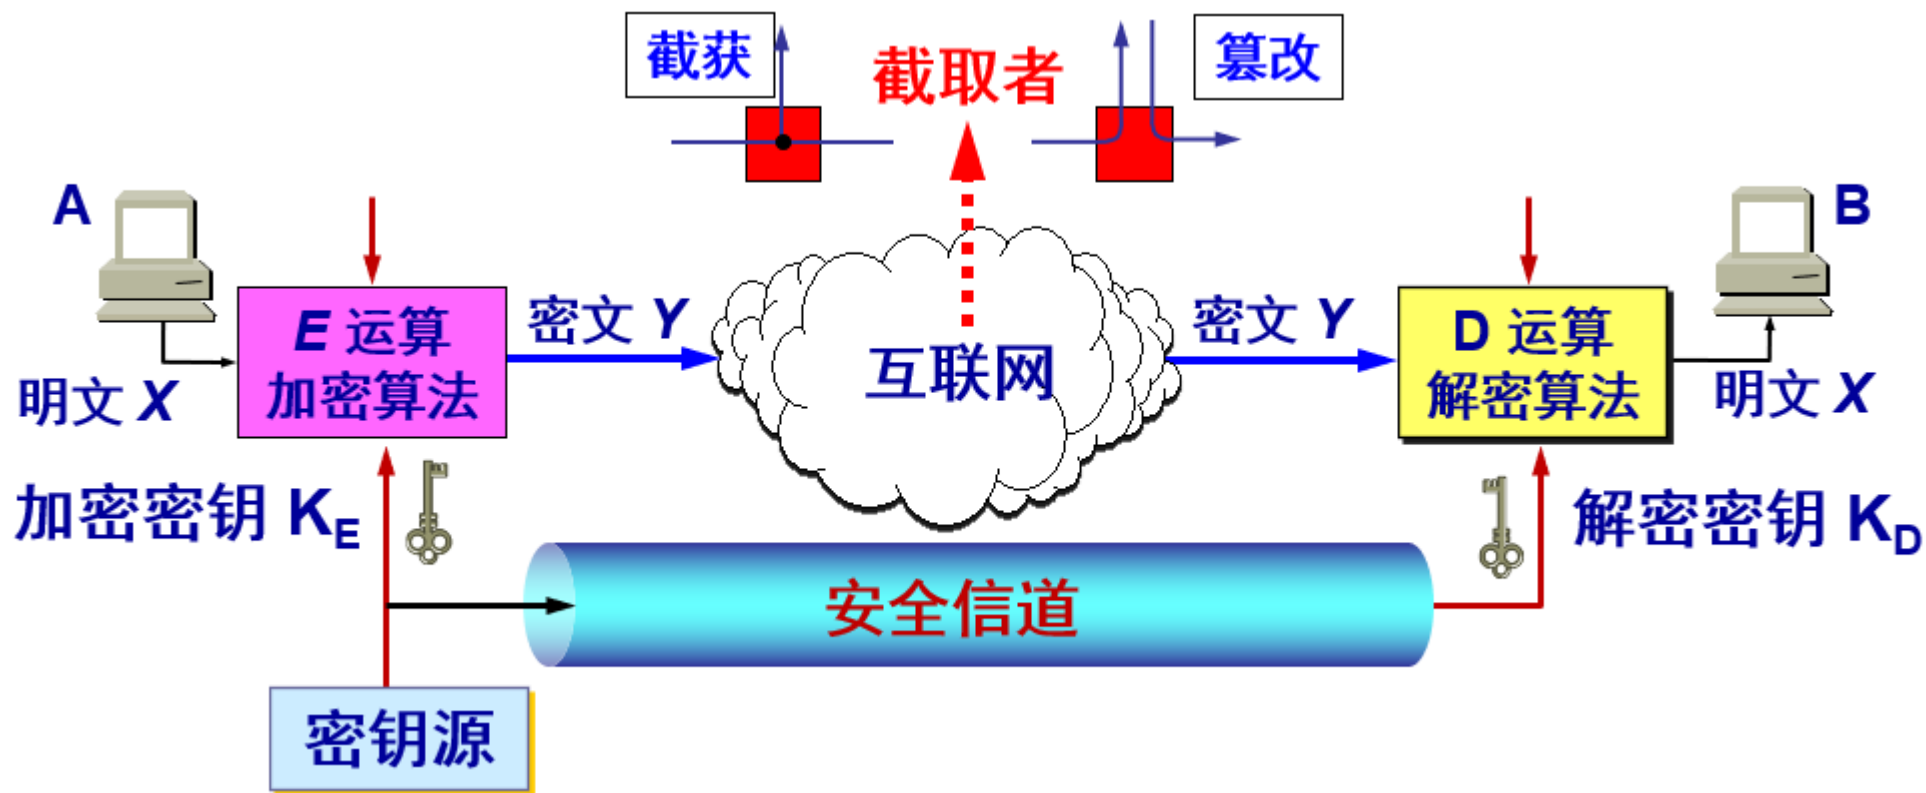 截获
截取者
篡改
A
B
E 运算
加密算法
密文 Y
互联网
密文 Y
D 运算
解密算法
明文 X
明文 X
加密密钥 KE
解密密钥 KD
安全信道
密钥源